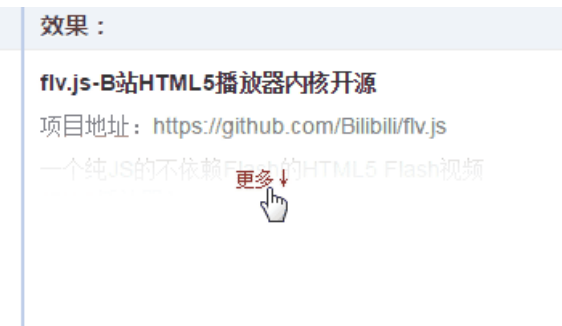 效果：
flv.js-B站HTML5播放器内核开源
项目地址：https://github.com/Bilibili/flv.js
一个纯JS的不依赖Flash的HTML5 Flash视频
更多↓